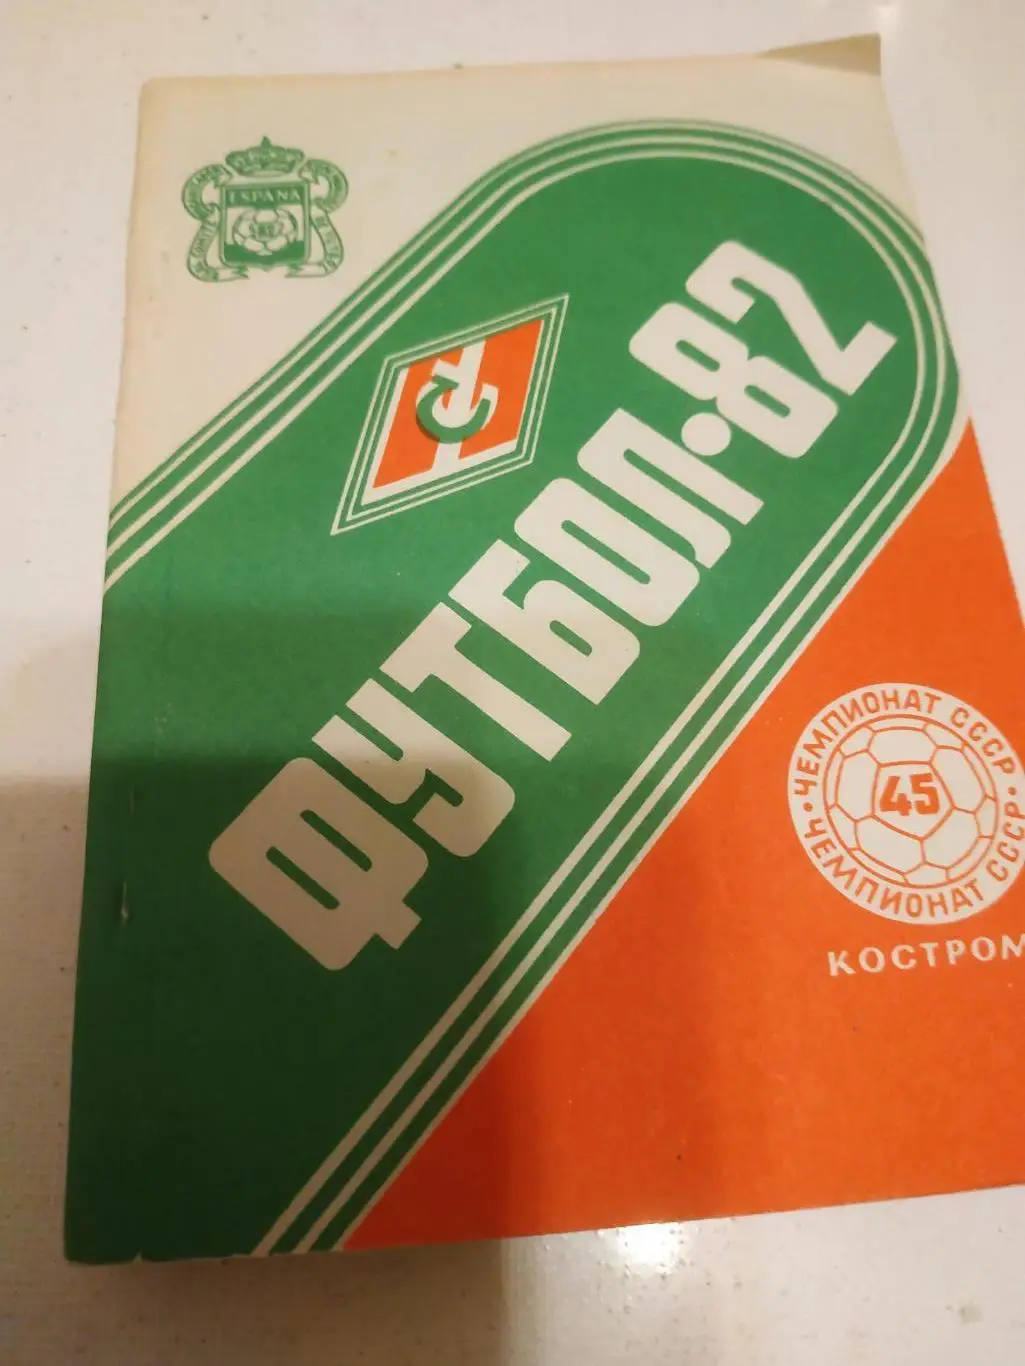 ESPAÑA
ФУТБОЛ·82
·ЧЕМПИОНАТ СССР·
ЧЕМПИОНАТ СССР
45
КОСТРОМ